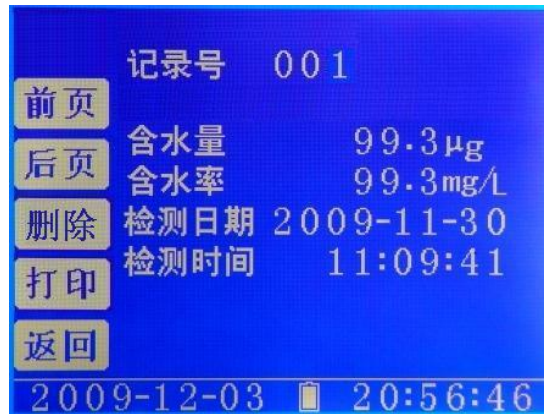 记录号 001
前页
含水量 99.3μg
后页
含水率 99.3mg/L
删除
检测日期 2009-11-30
检测时间 11:09:41
打印
返回
2009-12-03 20:56:46